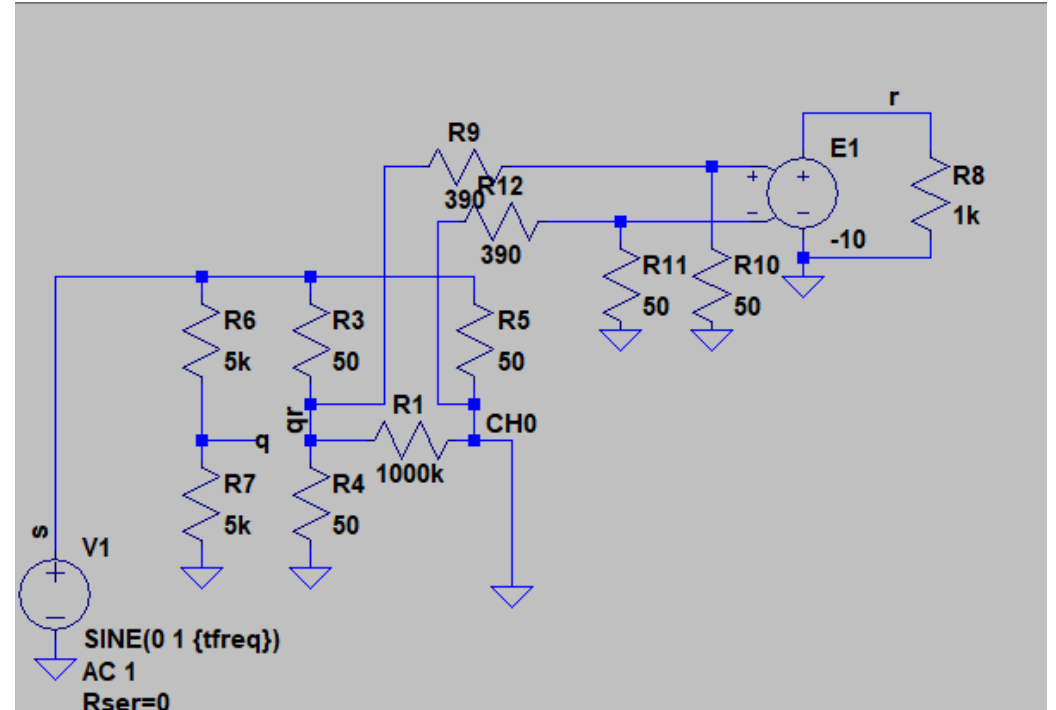 r
R9
E1
390
R12
R8
1k
390
-10
R11
R10
50
50
R6
R3
R5
5k
50
50
qr
R1
CH0
q
1000k
R7
R4
5k
50
s
V1
SINE(0 1 {tfreq})
AC 1
Rser=0